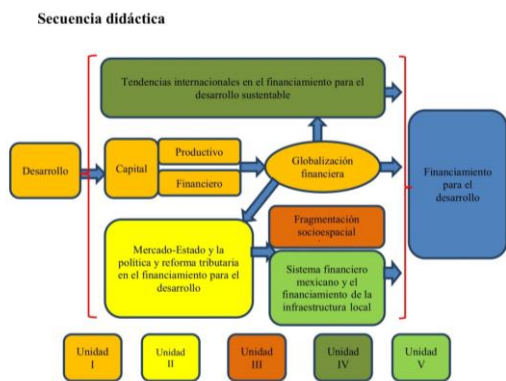 Secuencia didáctica
Tendencias internacionales en el financiamiento para el
desarrollo sustentable
Desarrollo
Capital
Productivo
Financiero
Globalización
financiera
Financiamiento
para el
desarrollo
Mercado-Estado y la
política y reforma tributaria
en el financiamiento para el
desarrollo
Fragmentación
socioespacial
Sistema financiero
mexicano y el
financiamiento de la
infraestructura local
Unidad
I
Unidad
II
Unidad
III
Unidad
IV
Unidad
V